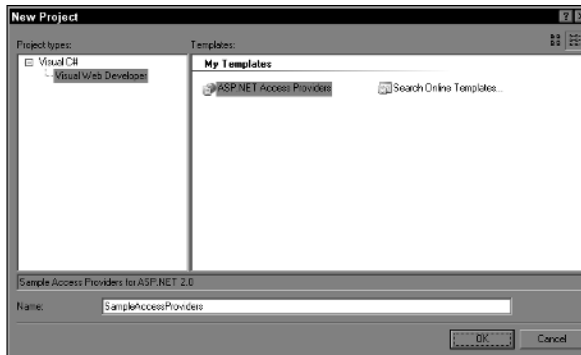 New Project
Project types:
Templates:
Visual C#
Visual Web Developer
My Templates
ASP.NET Access Providers
Search Online Templates...
Sample Access Providers for ASP.NET 2.0
Name:
SampleAccessProviders
OK
Cancel